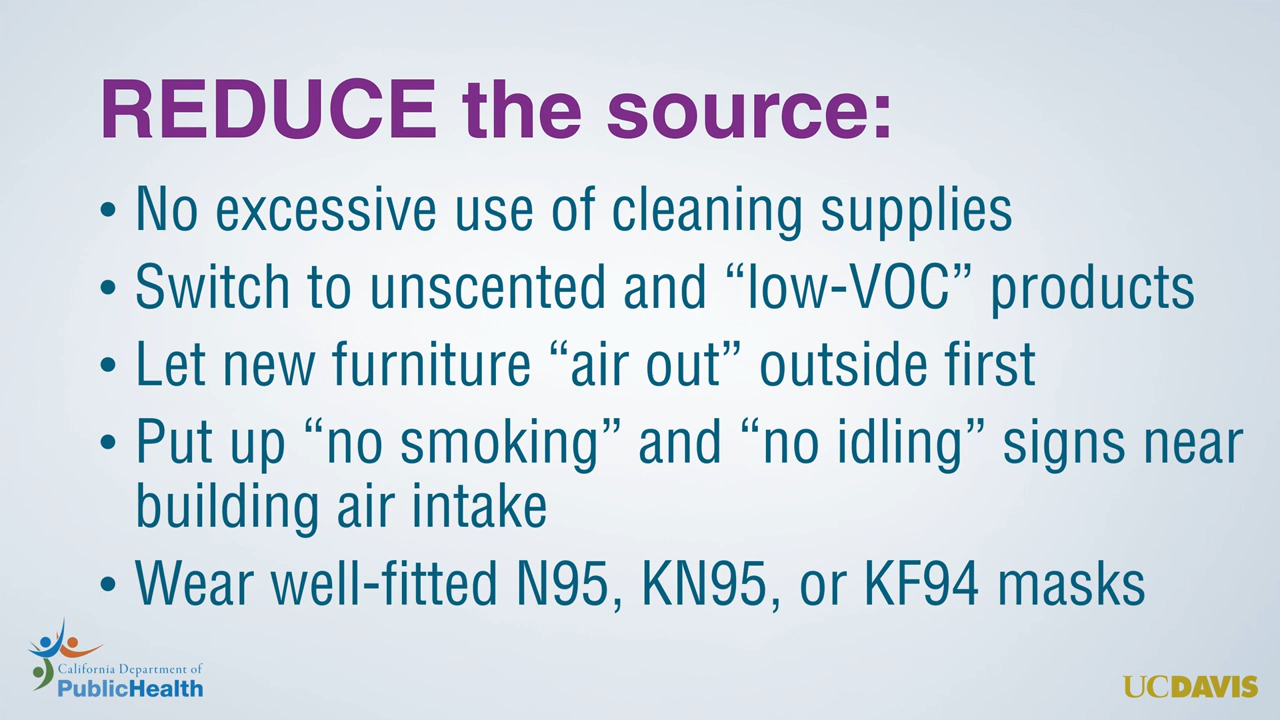 REDUCE the source:
• No excessive use of cleaning supplies
• Switch to unscented and “low-VOC” products
• Let new furniture “air out” outside first
• Put up “no smoking” and “no idling” signs near
building air intake
• Wear well-fitted N95, KN95, or KF94 masks
California Department of
PublicHealth
UCDAVIS